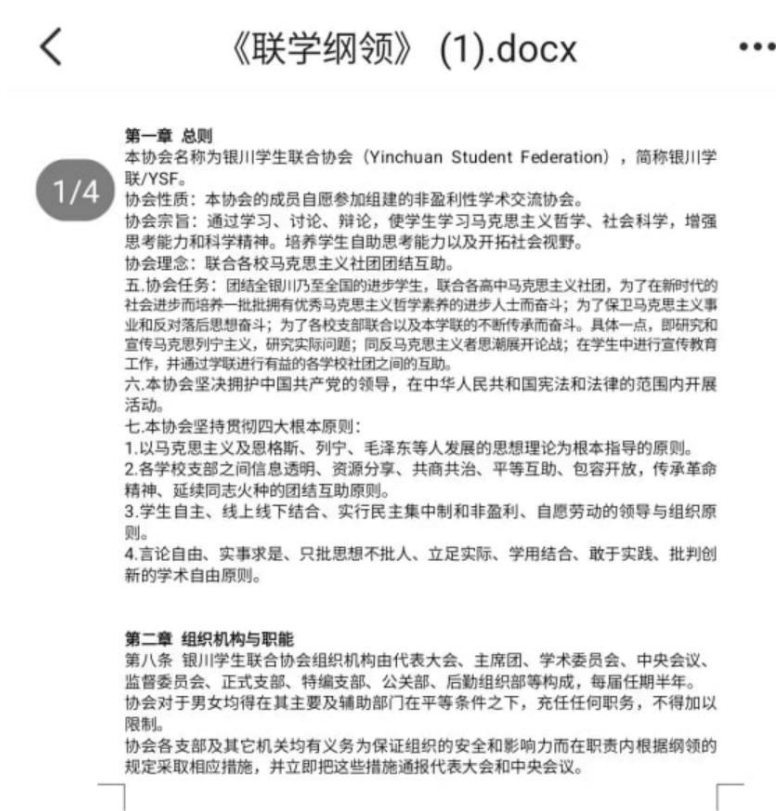 《联学纲领》 (1).docx
1/4
第一章 总则
本协会名称为银川学生联合协会（Yinchuan Student Federation），简称银川学
联/YSF。
协会性质：本协会的成员自愿参加组建的非盈利性学术交流协会。
协会宗旨：通过学习、讨论、辩论，使学生学习马克思主义哲学、社会科学，增强
思考能力和科学精神。培养学生自助思考能力以及开拓社会视野。
协会理念：联合各校马克思主义社团团结互助。
五.协会任务：团结全银川乃至全国的进步学生，联合各高中马克思主义社团，为了在新时代的
社会进步而培养一批批拥有优秀马克思主义哲学素养的进步人士而奋斗；为了保卫马克思主义事
业和反对落后思想奋斗；为了各校支部联合以及本学联的不断传承而奋斗。具体一点，即研究和
宣传马克思列宁主义，研究实际问题；同反马克思主义者思潮展开论战；在学生中进行宣传教育
工作，并通过学联进行有益的各学校社团之间的互助。
六.本协会坚决拥护中国共产党的领导，在中华人民共和国宪法和法律的范围内开展
活动。
七.本协会坚持贯彻四大根本原则：
1.以马克思主义及恩格斯、列宁、毛泽东等人发展的思想理论为根本指导的原则。
2.各学校支部之间信息透明、资源分享、共商共治、平等互助、包容开放，传承革命
精神、延续同志火种的团结互助原则。
3.学生自主、线上线下结合、实行民主集中制和非盈利、自愿劳动的领导与组织原
则。
4.言论自由、实事求是、只批思想不批人、立足实际、学用结合、敢于实践、批判创
新的学术自由原则。
第二章 组织机构与职能
第八条 银川学生联合协会组织机构由代表大会、主席团、学术委员会、中央会议、
监督委员会、正式支部、特编支部、公关部、后勤组织部等构成，每届任期半年。
协会对于男女均得在其主要及辅助部门在平等条件之下，充任任何职务，不得加以
限制。
协会各支部及其它机关均有义务为保证组织的安全和影响力而在职责内根据纲领的
规定采取相应措施，并立即把这些措施通报代表大会和中央会议。